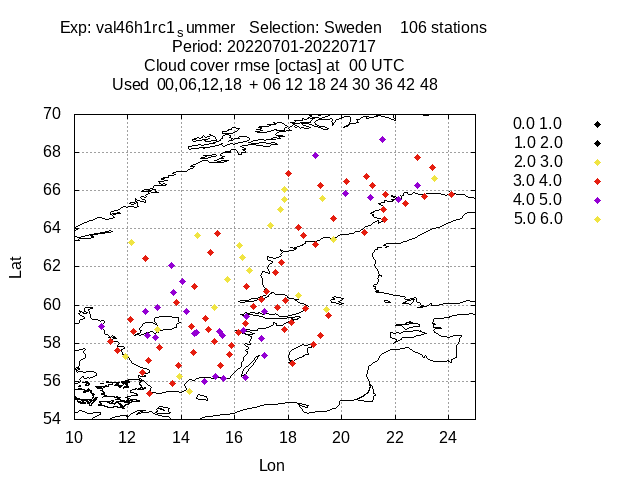 Exp: val46h1rc1summer Selection: Sweden 106 stations
Period: 20220701-20220717
Cloud cover rmse [octas] at 00 UTC
Used 00,06,12,18 + 06 12 18 24 30 36 42 48
70
68
66
64
62
60
58
56
54
Lat
10 12 14 16 18 20 22 24
Lon
0.0 1.0
1.0 2.0
2.0 3.0
3.0 4.0
4.0 5.0
5.0 6.0